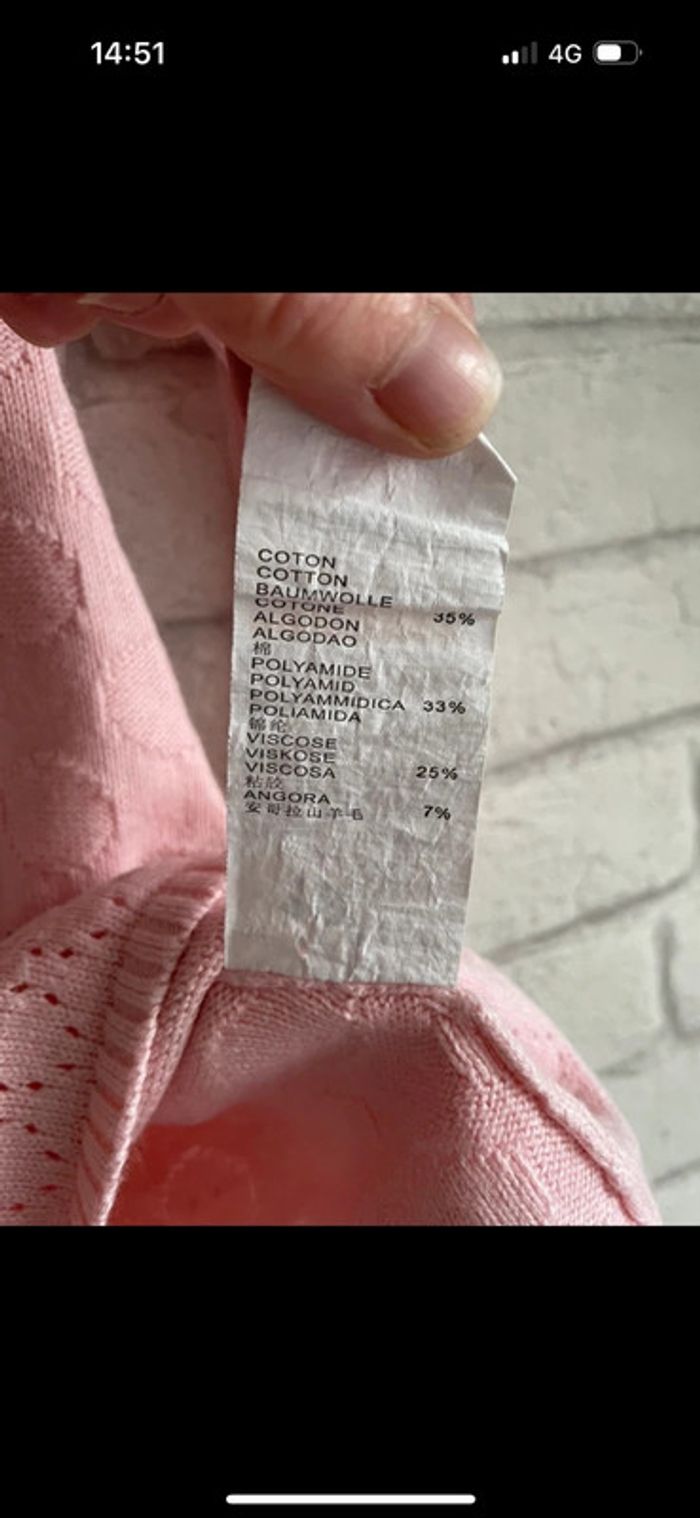 14:51
4G
COTON
COTTON
BAUMWOLLE
COTONE
35%
ALGODON
ALGODAO
棉
POLYAMIDE
POLYAMID
POLYAMMIDICA 33%
POLIAMIDA
锦纶
VISCOSE
VISKOSE
VISCOSA 25%
粘胶
ANGORA
安哥拉山羊毛 7%